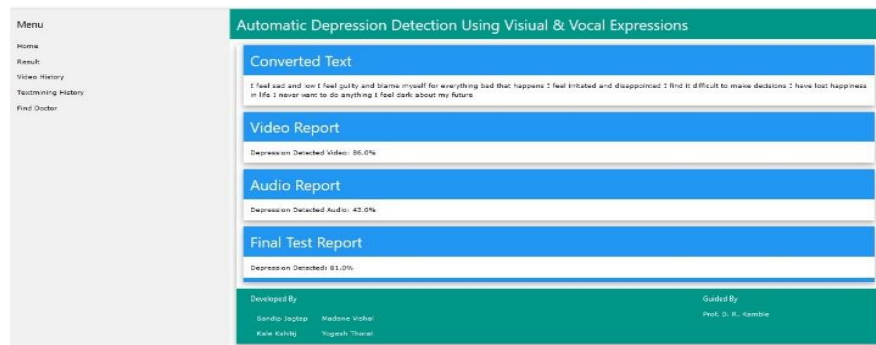 Menu
Home
Result
Video History
Textmining History
Find Doctor
Automatic Depression Detection Using Visiual & Vocal Expressions
Converted Text
I feel sad and low I feel guilty and blame myself for everything bad that happens I feel irritated and disappointed I find it difficult to make decisions I have lost happiness
in life I never want to do anything I feel dark about my future
Video Report
Depression Detected Video: 86.0%
Audio Report
Depression Detected Audio: 43.0%
Final Test Report
Depression Detected: 81.0%
Developed By
Guided By
Sandip Jagtap Madane Vishal
Prof. D. R. Kamble
Kale Kshitij Yogesh Thorat